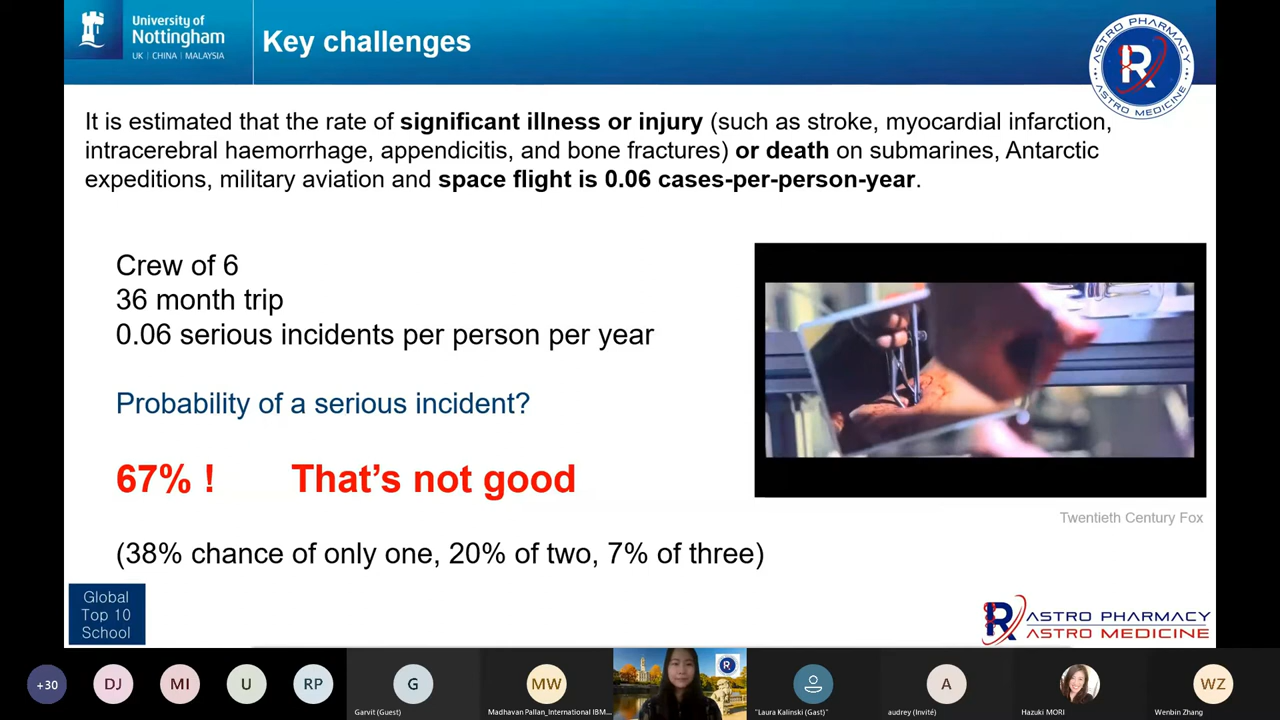 University of
Nottingham
UK | CHINA | MALAYSIA
Key challenges
ASTRO PHARMACY
R
ASTRO MEDICINE
It is estimated that the rate of significant illness or injury (such as stroke, myocardial infarction,
intracerebral haemorrhage, appendicitis, and bone fractures) or death on submarines, Antarctic
expeditions, military aviation and space flight is 0.06 cases-per-person-year.
Crew of 6
36 month trip
0.06 serious incidents per person per year
Probability of a serious incident?
67% ! That’s not good
Twentieth Century Fox
(38% chance of only one, 20% of two, 7% of three)
Global
Top 10
School
R ASTRO PHARMACY
ASTRO MEDICINE
+30
DJ
MI
U
RP
G
Garvit (Guest)
MW
Madhavan Pallan_International IBM...
R
"Laura Kalinski (Gast)"
A
audrey (Invité)
Hazuki MORI
WZ
Wenbin Zhang